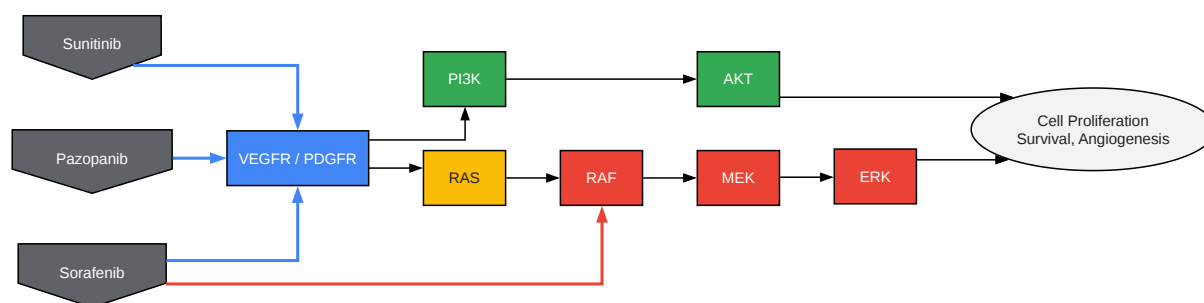 Sunitinib
PI3K
AKT
Cell Proliferation
Survival, Angiogenesis
Pazopanib
VEGFR / PDGFR
RAS
RAF
MEK
ERK
Sorafenib